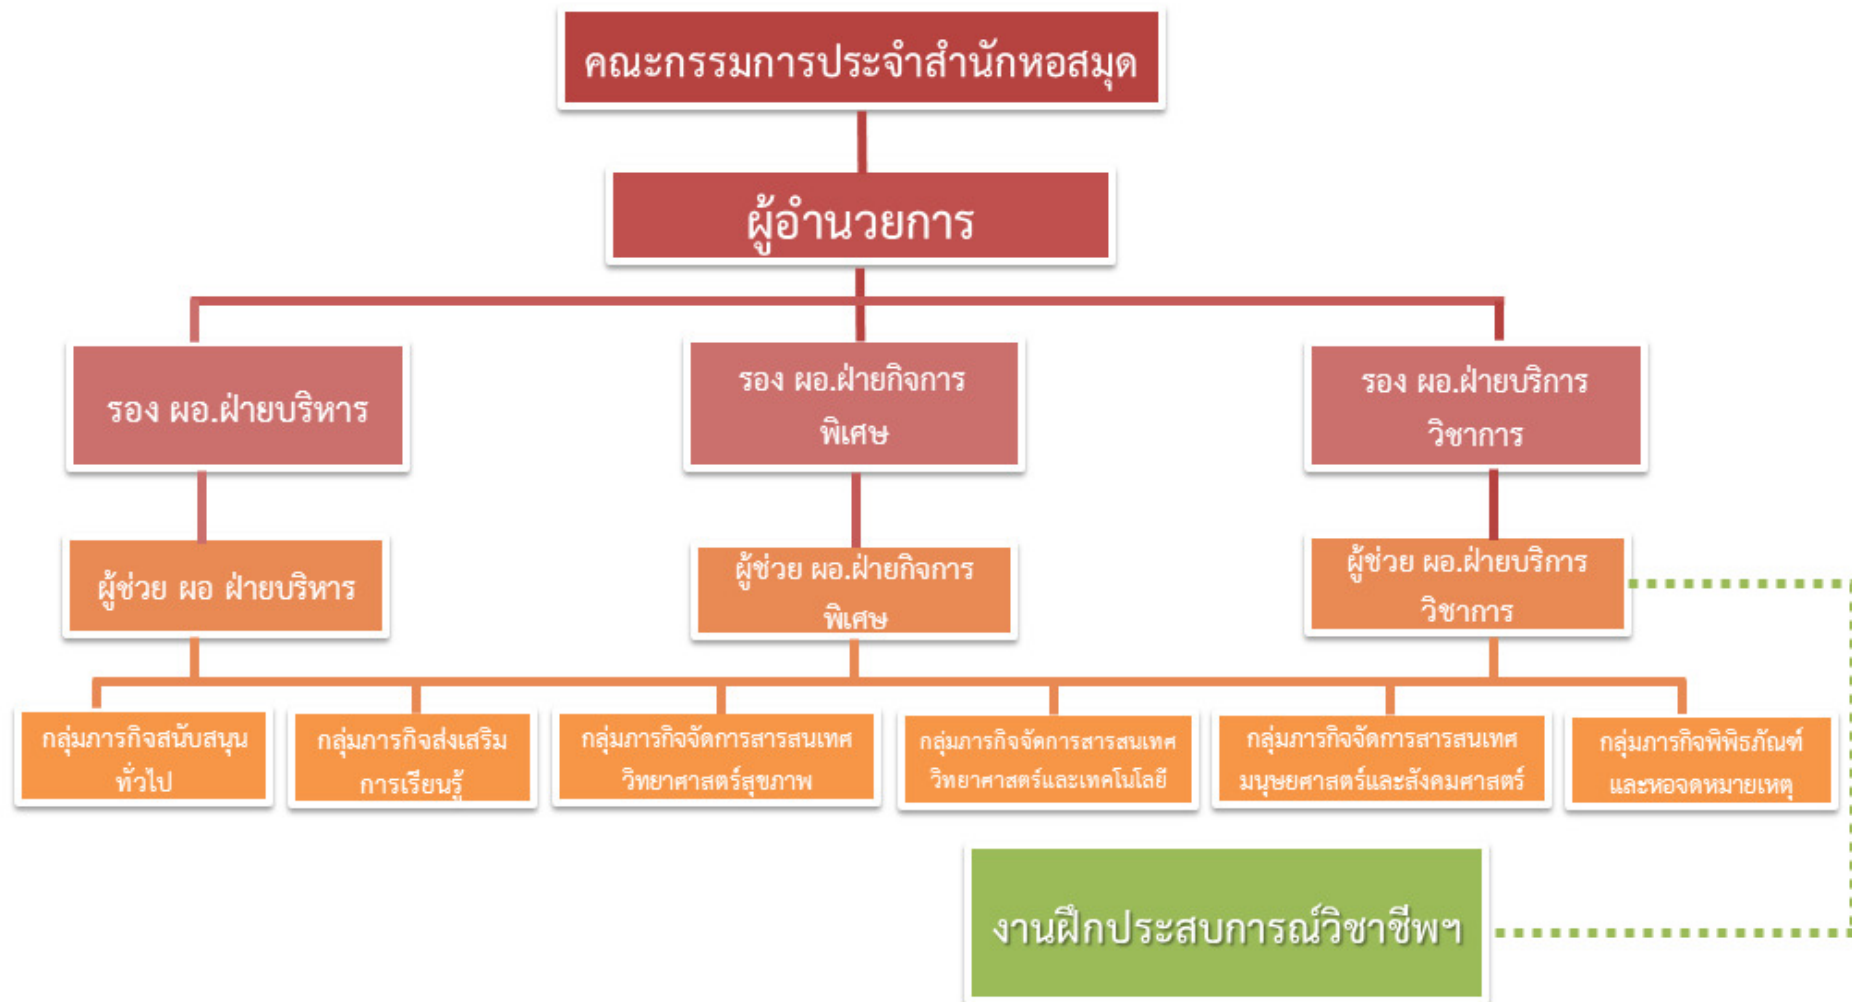 คณะกรรมการประจำสำนักหอสมุด
ผู้อำนวยการ
รอง ผอ.ฝ่ายบริหาร
รอง ผอ.ฝ่ายกิจการ
พิเศษ
รอง ผอ.ฝ่ายบริการ
วิชาการ
ผู้ช่วย ผอ ฝ่ายบริหาร
ผู้ช่วย ผอ.ฝ่ายกิจการ
พิเศษ
ผู้ช่วย ผอ.ฝ่ายบริการ
วิชาการ
กลุ่มภารกิจสนับสนุน
ทั่วไป
กลุ่มภารกิจส่งเสริม
การเรียนรู้
กลุ่มภารกิจจัดการสารสนเทศ
วิทยาศาสตร์สุขภาพ
กลุ่มภารกิจจัดการสารสนเทศ
วิทยาศาสตร์และเทคโนโลยี
กลุ่มภารกิจจัดการสารสนเทศ
มนุษยศาสตร์และสังคมศาสตร์
กลุ่มภารกิจพิพิธภัณฑ์
และหอจดหมายเหตุ
งานฝึกประสบการณ์วิชาชีพฯ